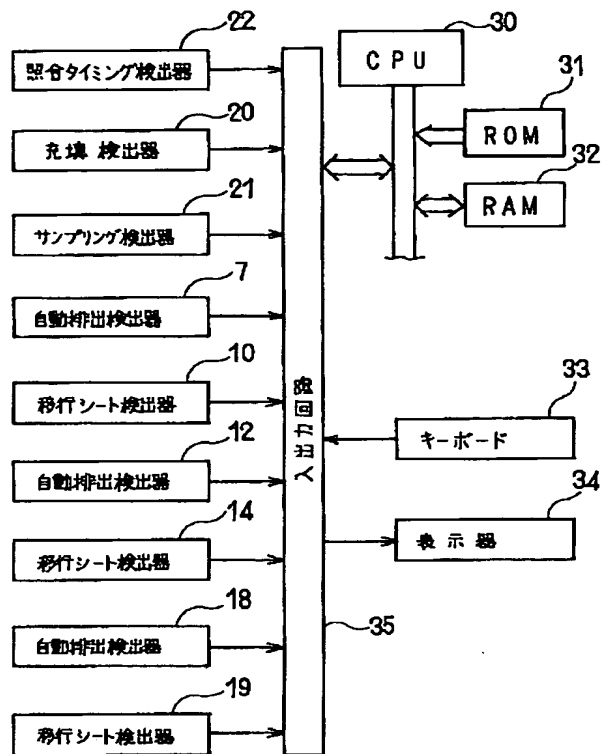 22
照合タイミング検出器
20
充填検出器
21
サンプリング検出器
7
自動排出検出器
10
移行シート検出器
12
自動排出検出器
14
移行シート検出器
18
自動排出検出器
19
移行シート検出器
入出力回路
35
30
CPU
31
ROM
32
RAM
33
キーボード
34
表示器